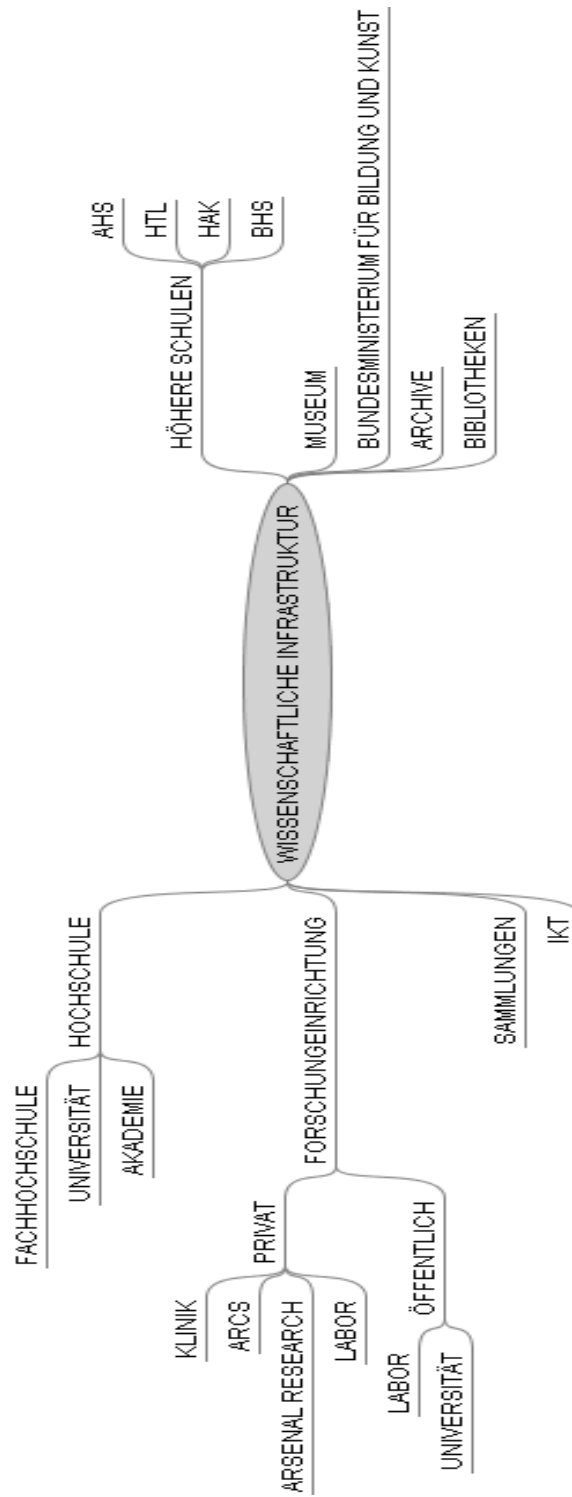 FACHHOCHSCHULE
UNIVERSITÄT
AKADEMIE
HOCHSCHULE
KLINIK
ARCS
ARSENAL RESEARCH
LABOR
PRIVAT
LABOR
UNIVERSITÄT
ÖFFENTLICH
FORSCHUNGEINRICHTUNG
SAMMLUNGEN
IKT
WISSENSCHAFTLICHE INFRASTRUKTUR
HÖHERE SCHULEN
AHS
HTL
HAK
BHS
MUSEUM
BUNDESMINISTERIUM FÜR BILDUNG UND KUNST
ARCHIVE
BIBLIOTHEKEN